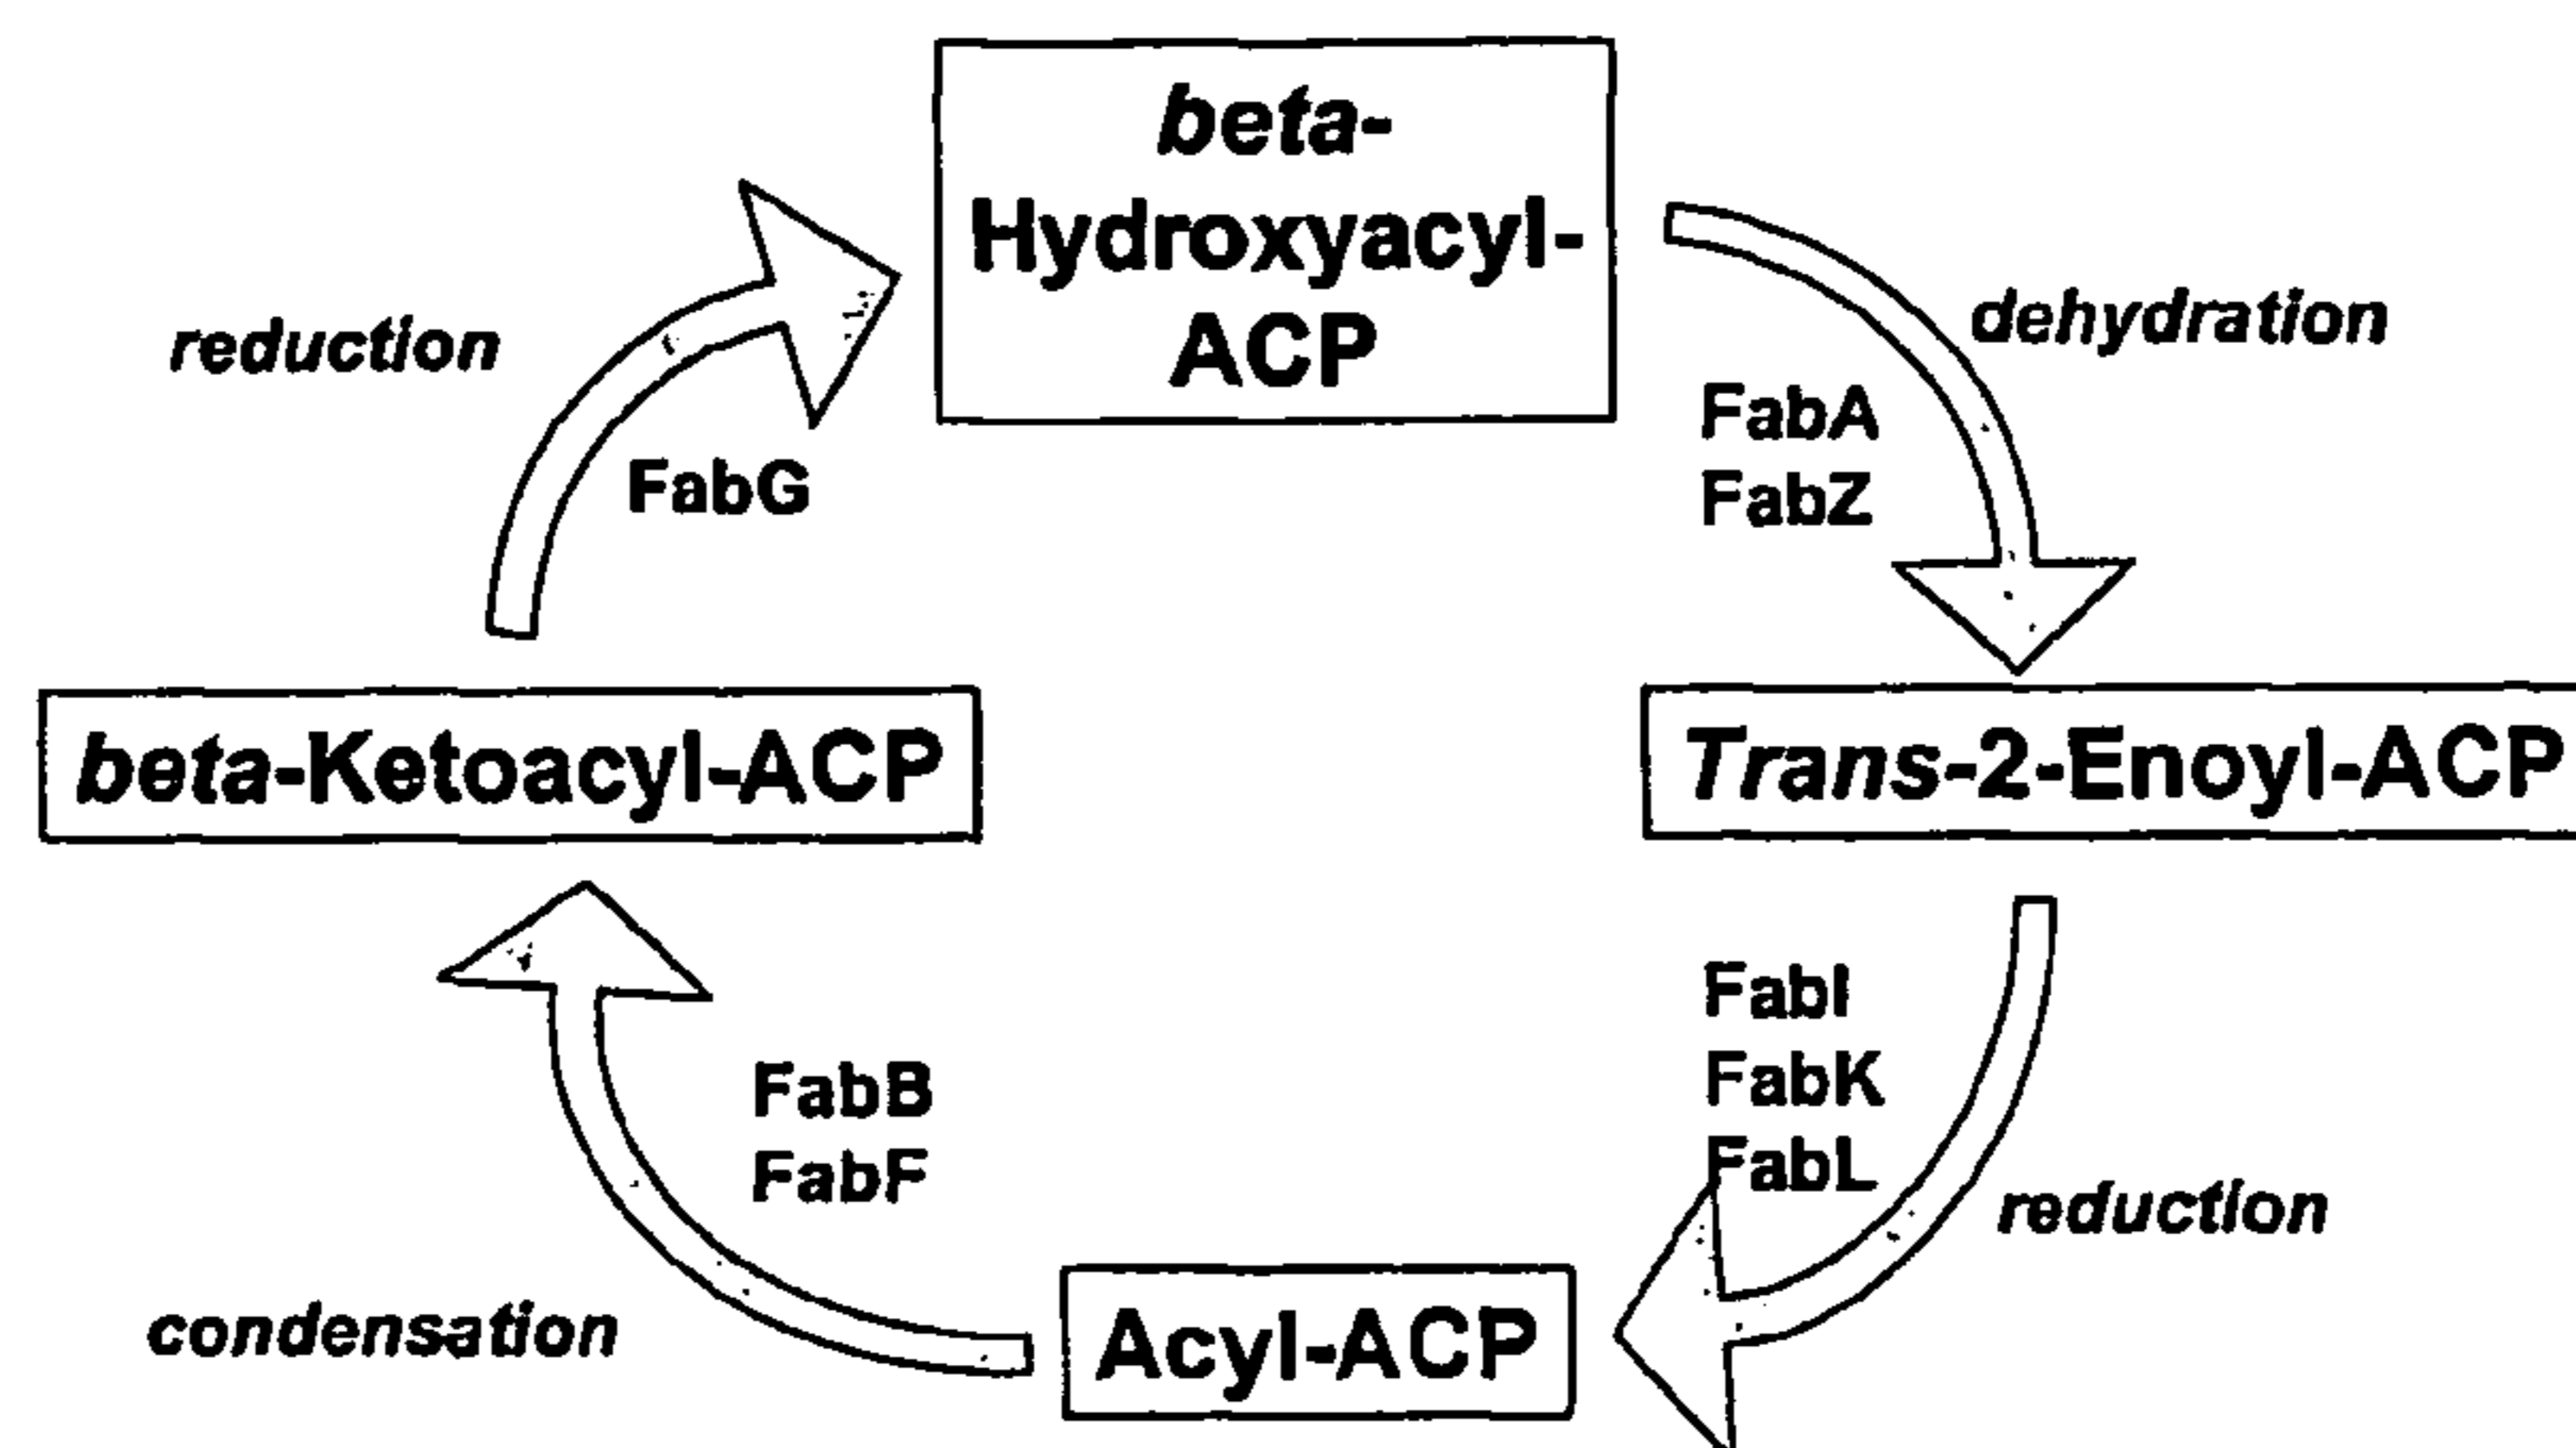 beta-
Hydroxyacyl-
ACP
reduction
dehydration
FabA
FabZ
FabG
beta-Ketoacyl-ACP
Trans-2-Enoyl-ACP
FabI
FabK
FabL
reduction
FabB
FabF
condensation
Acyl-ACP